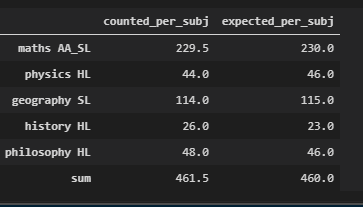 counted_per_subj expected_per_subj
maths AA_SL 229.5 230.0
physics HL 44.0 46.0
geography SL 114.0 115.0
history HL 26.0 23.0
philosophy HL 48.0 46.0
sum 461.5 460.0